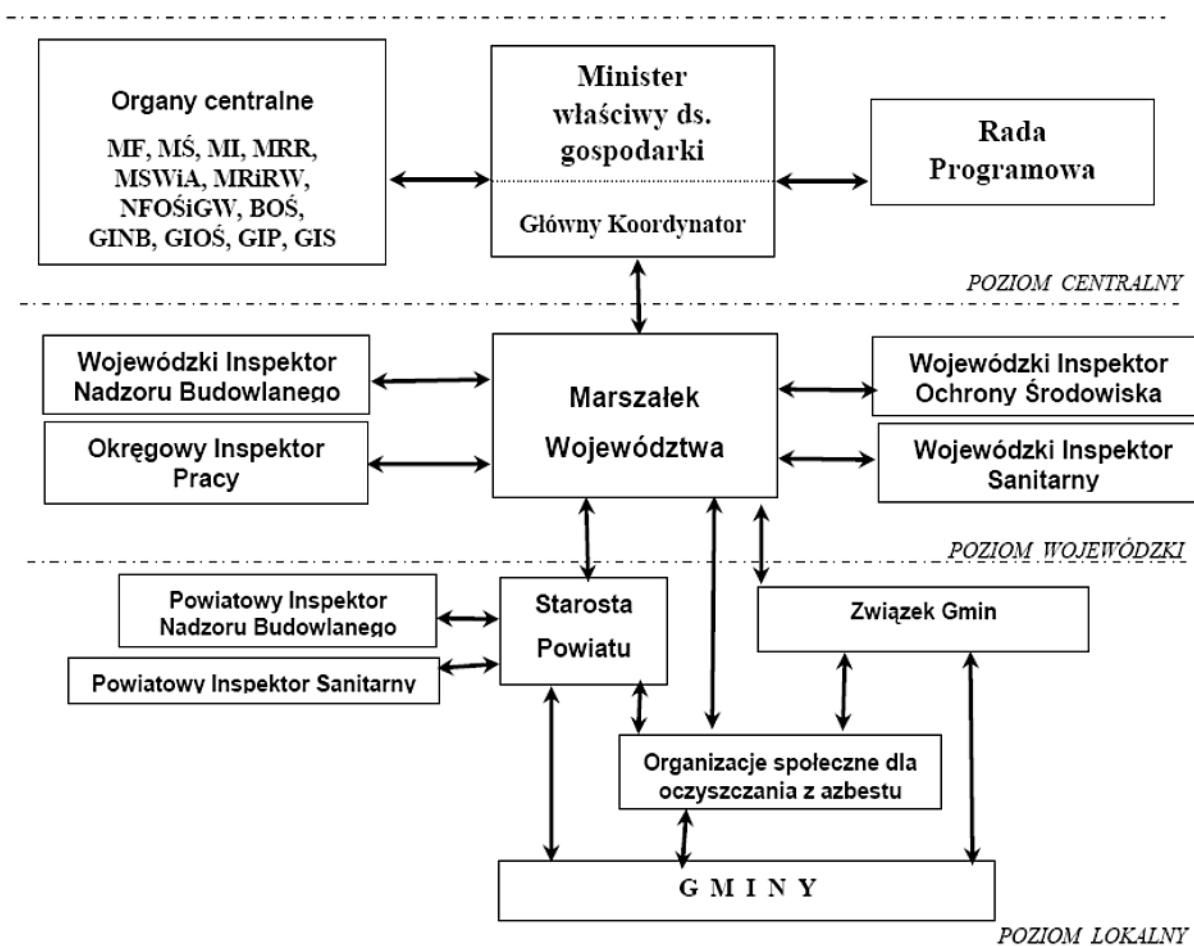 Organy centralne
MF, MŚ, MI, MRR,
MSWiA, MRiRW,
NFOŚiGW, BOŚ,
GINB, GIOŚ, GIP, GIS
Minister
właściwy ds.
gospodarki
Główny Koordynator
Rada
Programowa
POZIOM CENTRALNY
Wojewódzki Inspektor
Nadzoru Budowlanego
Okręgowy Inspektor
Pracy
Marszałek
Województwa
Wojewódzki Inspektor
Ochrony Środowiska
Wojewódzki Inspektor
Sanitarny
POZIOM WOJEWÓDZKI
Powiatowy Inspektor
Nadzoru Budowlanego
Powiatowy Inspektor Sanitarny
Starosta
Powiatu
Związek Gmin
Organizacje społeczne dla
oczyszczania z azbestu
G M I N Y
POZIOM LOKALNY